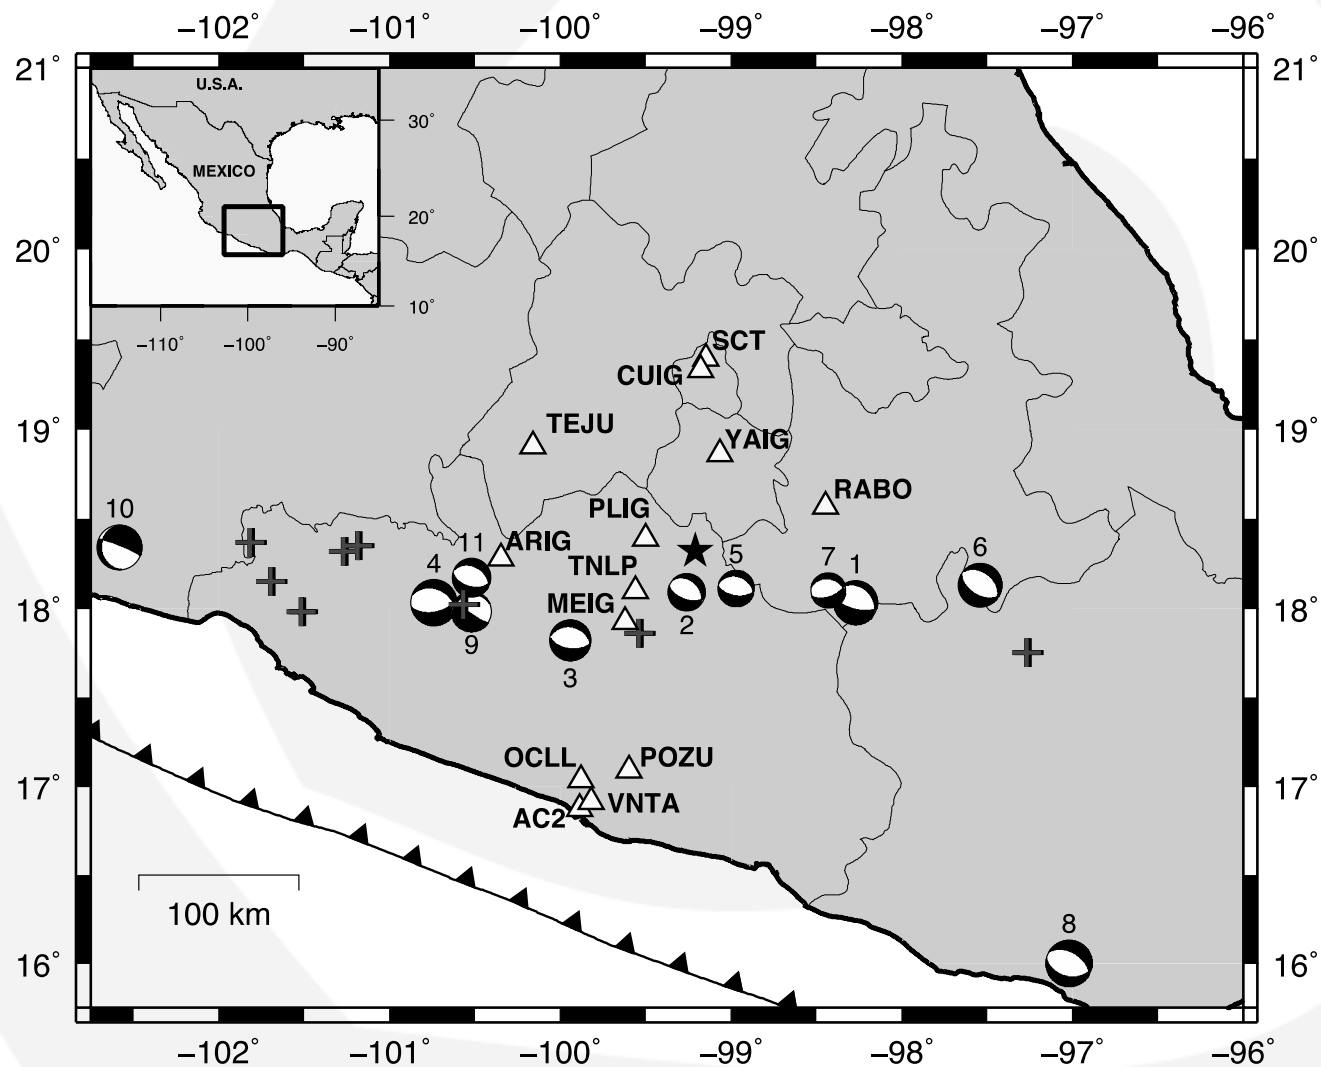 −102° −101° −100° −99° −98° −97° −96°
21° 21°
U.S.A.
30°
MEXICO
20°
20° 20°
10°
−110° −100° −90°
SCT
CUIG
TEJU
19° 19°
YAIG
RABO
PLIG
10
ARIG
11
TNLP
4 5 7 1 6
MEIG
18° 18°
2
9
3
OCLL POZU
17° 17°
VNTA
AC2
100 km
8
16° 16°
−102° −101° −100° −99° −98° −97° −96°